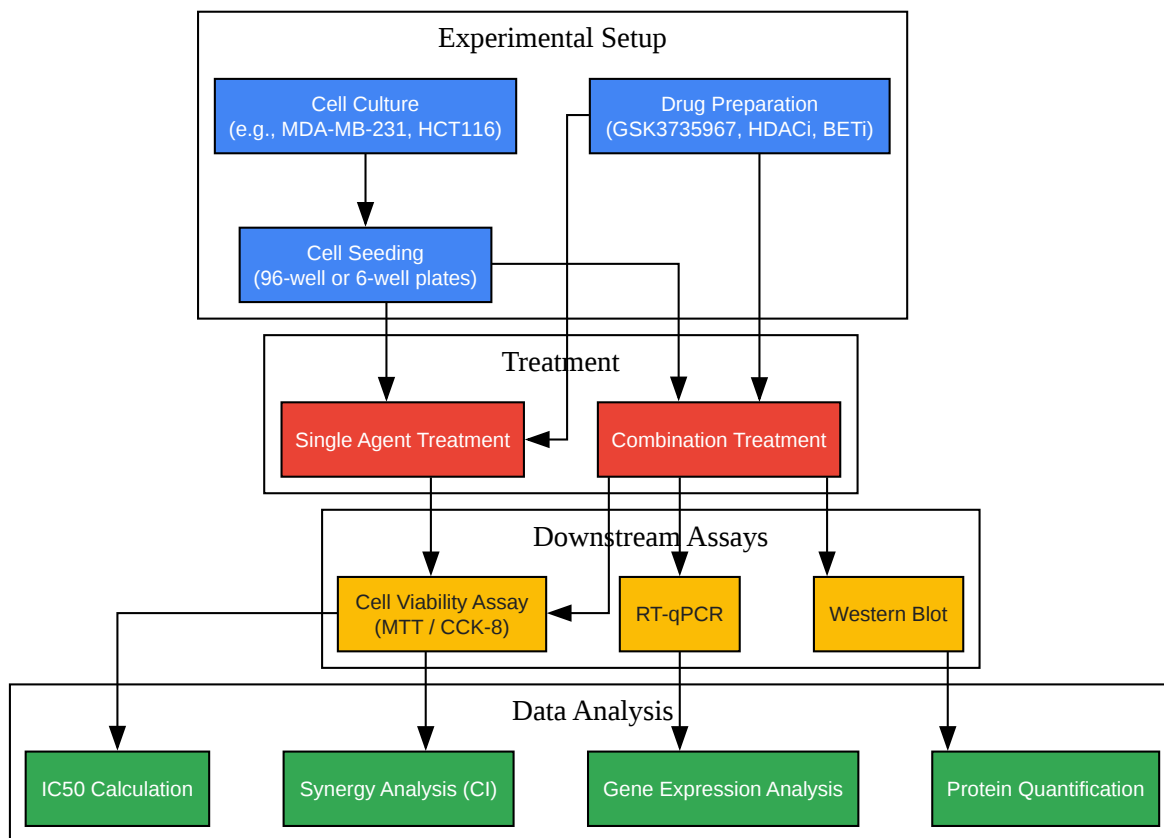 Experimental Setup
Cell Culture
(e.g., MDA-MB-231, HCT116)
Drug Preparation
(GSK3735967, HDACi, BETi)
Cell Seeding
(96-well or 6-well plates)
Treatment
Single Agent Treatment
Combination Treatment
Downstream Assays
Cell Viability Assay
(MTT / CCK-8)
RT-qPCR
Western Blot
Data Analysis
IC50 Calculation
Synergy Analysis (CI)
Gene Expression Analysis
Protein Quantification